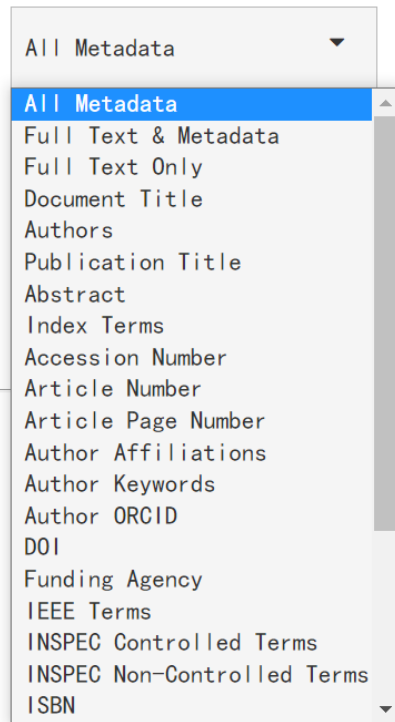 All Metadata
All Metadata
Full Text & Metadata
Full Text Only
Document Title
Authors
Publication Title
Abstract
Index Terms
Accession Number
Article Number
Article Page Number
Author Affiliations
Author Keywords
Author ORCID
DOI
Funding Agency
IEEE Terms
INSPEC Controlled Terms
INSPEC Non-Controlled Terms
ISBN